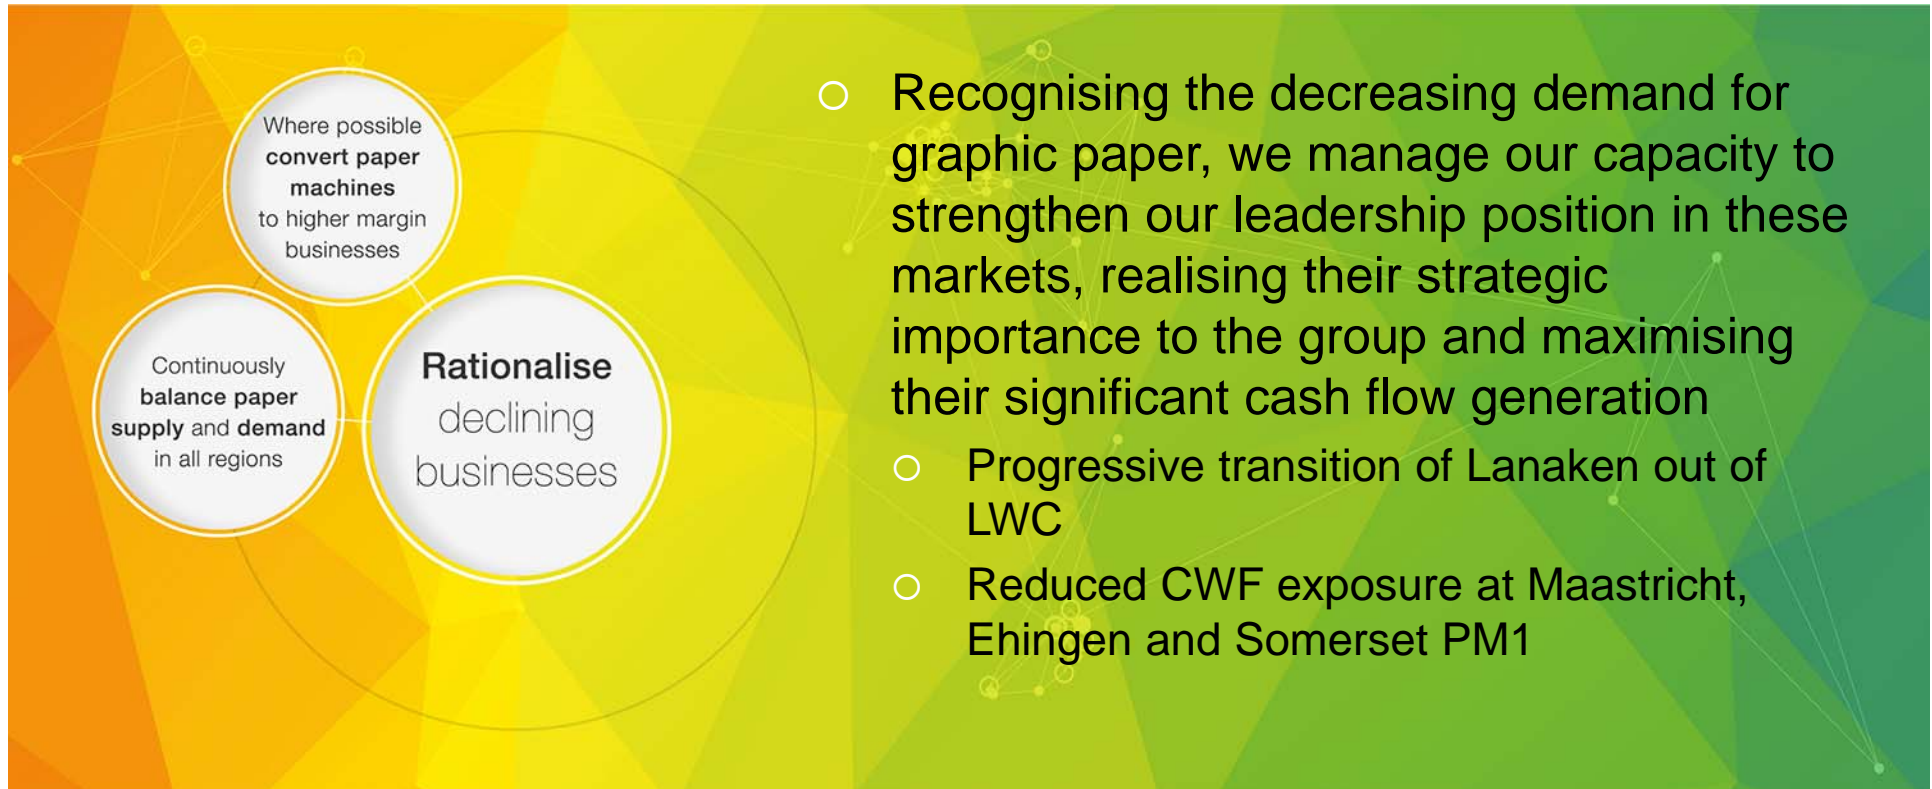 Where possible
convert paper
machines
to higher margin
businesses
Continuously
balance paper
supply and demand
in all regions
Rationalise
declining
businesses
Recognising the decreasing demand for
graphic paper, we manage our capacity to
strengthen our leadership position in these
markets, realising their strategic
importance to the group and maximising
their significant cash flow generation
Progressive transition of Lanaken out of
LWC
Reduced CWF exposure at Maastricht,
Ehingen and Somerset PM1